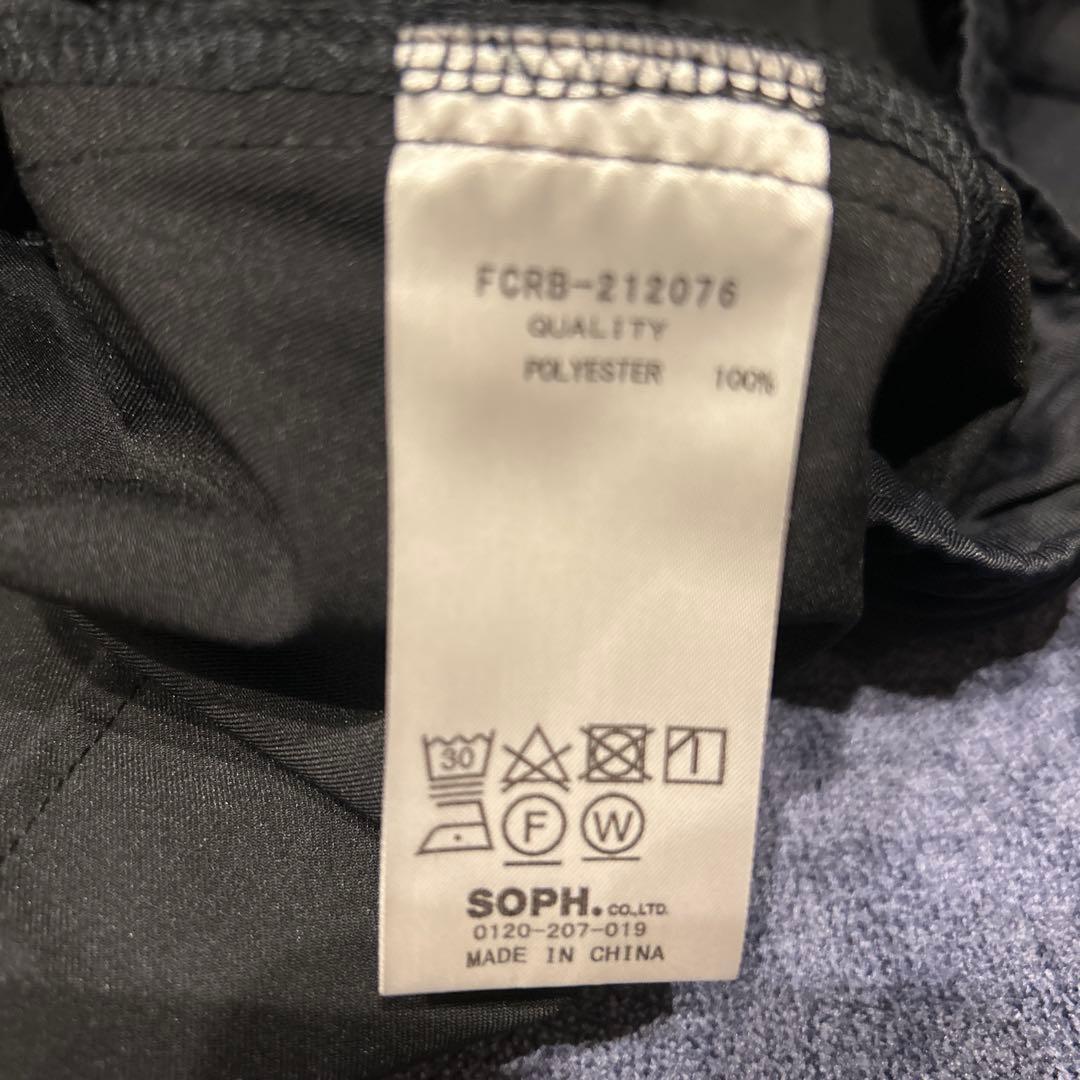 FCRB-212076
QUALITY
POLYESTER 100%
30
F W
SOPH. CO.,LTD.
0120-207-019
MADE IN CHINA